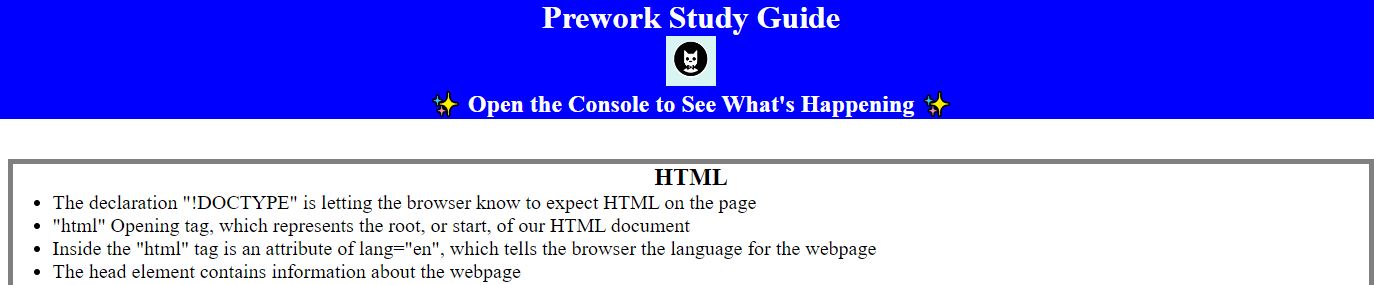 Prework Study Guide
✨ Open the Console to See What's Happening ✨
HTML
• The declaration "!DOCTYPE" is letting the browser know to expect HTML on the page
• "html" Opening tag, which represents the root, or start, of our HTML document
• Inside the "html" tag is an attribute of lang="en", which tells the browser the language for the webpage
• The head element contains information about the webpage